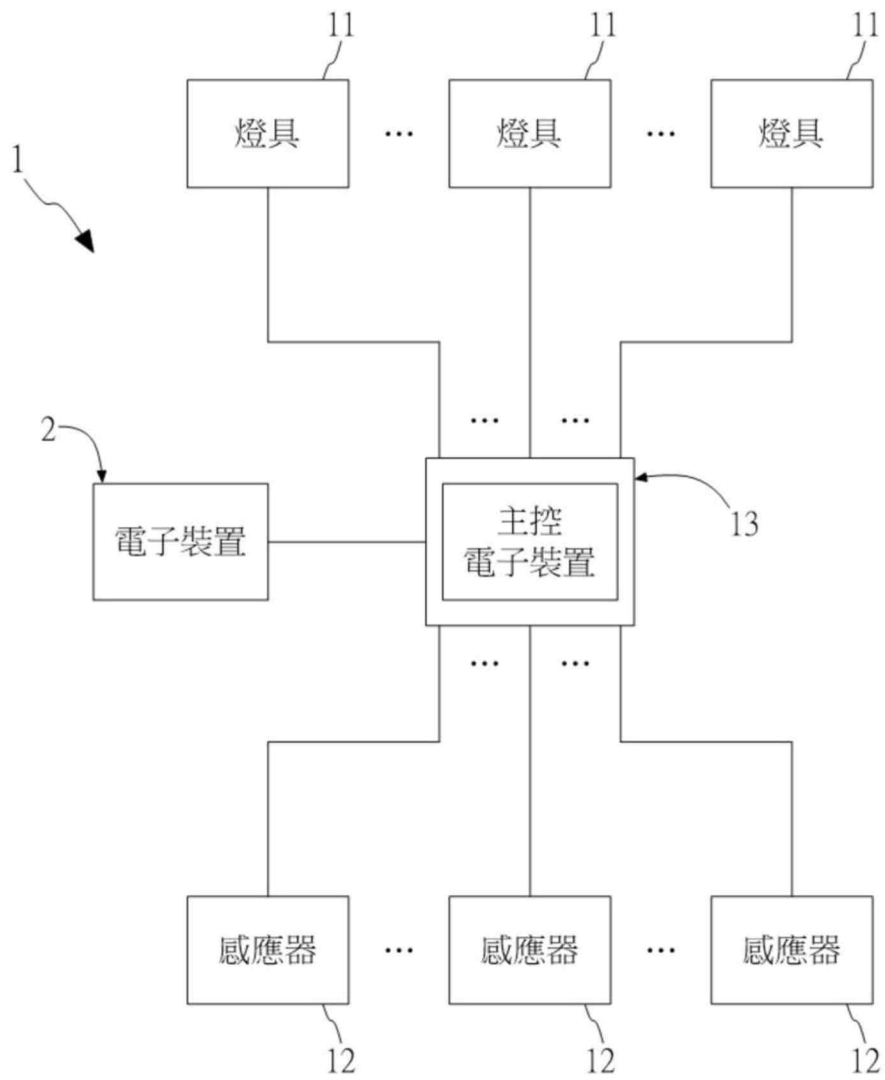 11 11 11
燈具 … 燈具 … 燈具
1
… …
2
電子裝置
主控
電子裝置
13
… …
感應器 … 感應器 … 感應器
12 12 12